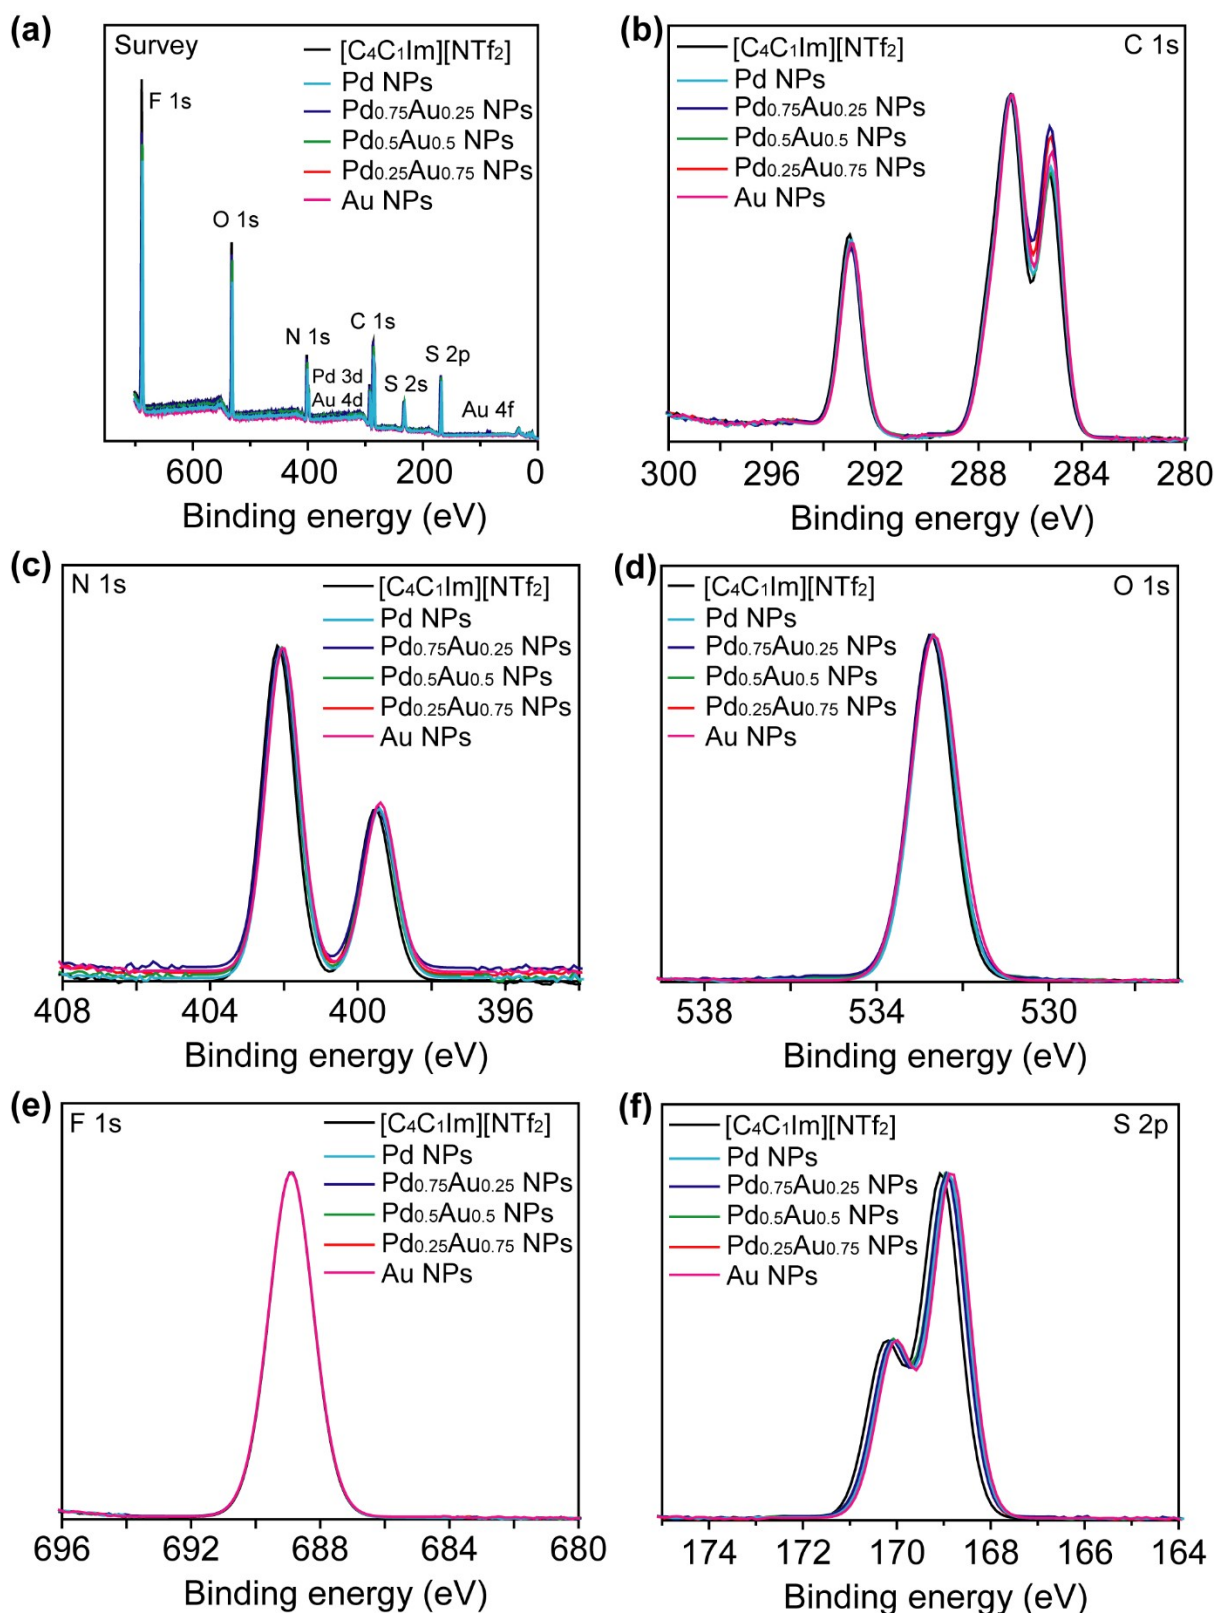 (a)
Survey
[C₄C₁Im][NTf₂]
Pd NPs
Pd₀.₇₅Au₀.₂₅ NPs
Pd₀.₅Au₀.₅ NPs
Pd₀.₂₅Au₀.₇₅ NPs
Au NPs
F 1s
O 1s
N 1s
Pd 3d
Au 4d
C 1s
S 2s
S 2p
Au 4f
600 400 200 0
Binding energy (eV)
(b)
C 1s
[C₄C₁Im][NTf₂]
Pd NPs
Pd₀.₇₅Au₀.₂₅ NPs
Pd₀.₅Au₀.₅ NPs
Pd₀.₂₅Au₀.₇₅ NPs
Au NPs
300 296 292 288 284 280
Binding energy (eV)
(c)
N 1s
[C₄C₁Im][NTf₂]
Pd NPs
Pd₀.₇₅Au₀.₂₅ NPs
Pd₀.₅Au₀.₅ NPs
Pd₀.₂₅Au₀.₇₅ NPs
Au NPs
408 404 400 396
Binding energy (eV)
(d)
O 1s
[C₄C₁Im][NTf₂]
Pd NPs
Pd₀.₇₅Au₀.₂₅ NPs
Pd₀.₅Au₀.₅ NPs
Pd₀.₂₅Au₀.₇₅ NPs
Au NPs
538 534 530
Binding energy (eV)
(e)
F 1s
[C₄C₁Im][NTf₂]
Pd NPs
Pd₀.₇₅Au₀.₂₅ NPs
Pd₀.₅Au₀.₅ NPs
Pd₀.₂₅Au₀.₇₅ NPs
Au NPs
696 692 688 684 680
Binding energy (eV)
(f)
S 2p
[C₄C₁Im][NTf₂]
Pd NPs
Pd₀.₇₅Au₀.₂₅ NPs
Pd₀.₅Au₀.₅ NPs
Pd₀.₂₅Au₀.₇₅ NPs
Au NPs
174 172 170 168 166 164
Binding energy (eV)